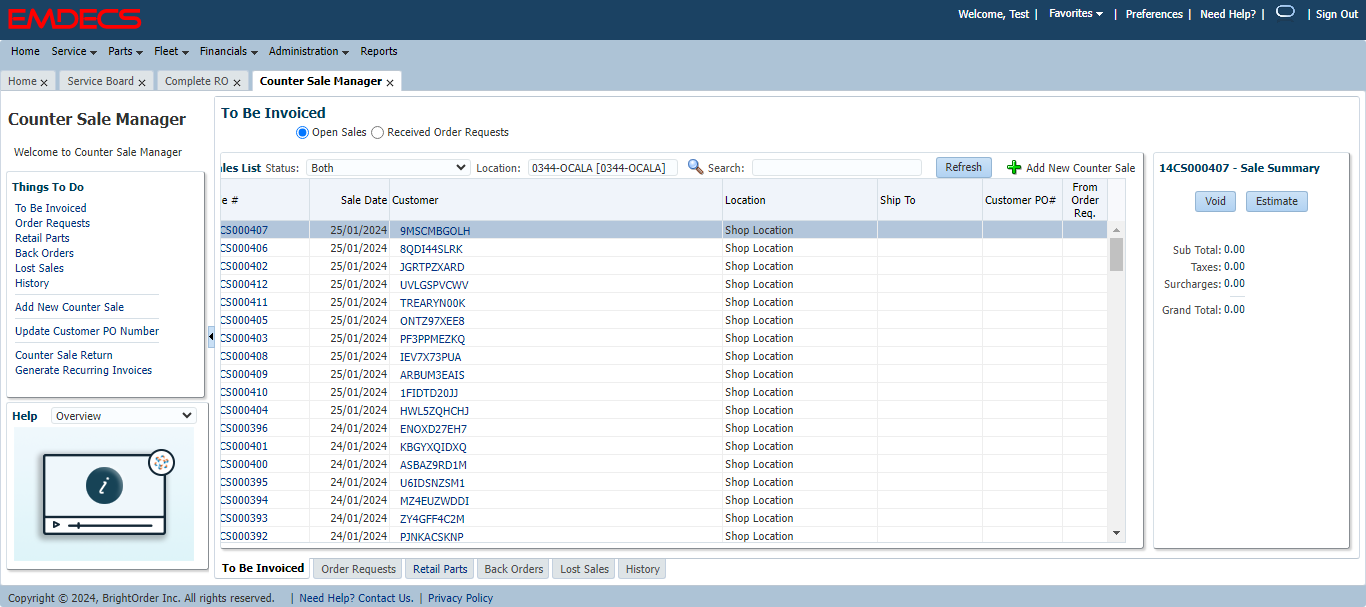 EMDECS
Welcome, Test | Favorites | Preferences | Need Help? | | Sign Out
Home Service Parts Fleet Financials Administration Reports
Home x Service Board x Complete RO x Counter Sale Manager x
Counter Sale Manager
Welcome to Counter Sale Manager
Things To Do
To Be Invoiced
Order Requests
Retail Parts
Back Orders
Lost Sales
History
Add New Counter Sale
Update Customer PO Number
Counter Sale Return
Generate Recurring Invoices
Help Overview
i
To Be Invoiced
Open Sales Received Order Requests
les List Status: Both Location: 0344-OCALA [0344-OCALA] Search: Refresh Add New Counter Sale
e # Sale Date Customer Location Ship To Customer PO# From Order Req.
CS000407 25/01/2024 9MSCMBGOLH Shop Location
CS000406 25/01/2024 8QDI44SLRK Shop Location
CS000402 25/01/2024 JGRTPZXARD Shop Location
CS000412 25/01/2024 UVLGSPVCWV Shop Location
CS000411 25/01/2024 TREARYN00K Shop Location
CS000405 25/01/2024 ONTZ97XEE8 Shop Location
CS000403 25/01/2024 PF3PPMEZKQ Shop Location
CS000408 25/01/2024 IEV7X73PUA Shop Location
CS000409 25/01/2024 ARBUM3EAIS Shop Location
CS000410 25/01/2024 1FIDTD20JJ Shop Location
CS000404 25/01/2024 HWL5ZQHCHJ Shop Location
CS000396 24/01/2024 ENOXD27EH7 Shop Location
CS000401 24/01/2024 KBGYXQIDXQ Shop Location
CS000400 24/01/2024 ASBAZ9RD1M Shop Location
CS000395 24/01/2024 U6IDSNZSM1 Shop Location
CS000394 24/01/2024 MZ4EUZWDDI Shop Location
CS000393 24/01/2024 ZY4GFF4C2M Shop Location
CS000392 24/01/2024 PJNKACSKNP Shop Location
14CS000407 - Sale Summary
Void Estimate
Sub Total: 0.00
Taxes: 0.00
Surcharges: 0.00
Grand Total: 0.00
To Be Invoiced Order Requests Retail Parts Back Orders Lost Sales History
Copyright © 2024, BrightOrder Inc. All rights reserved. | Need Help? Contact Us. | Privacy Policy